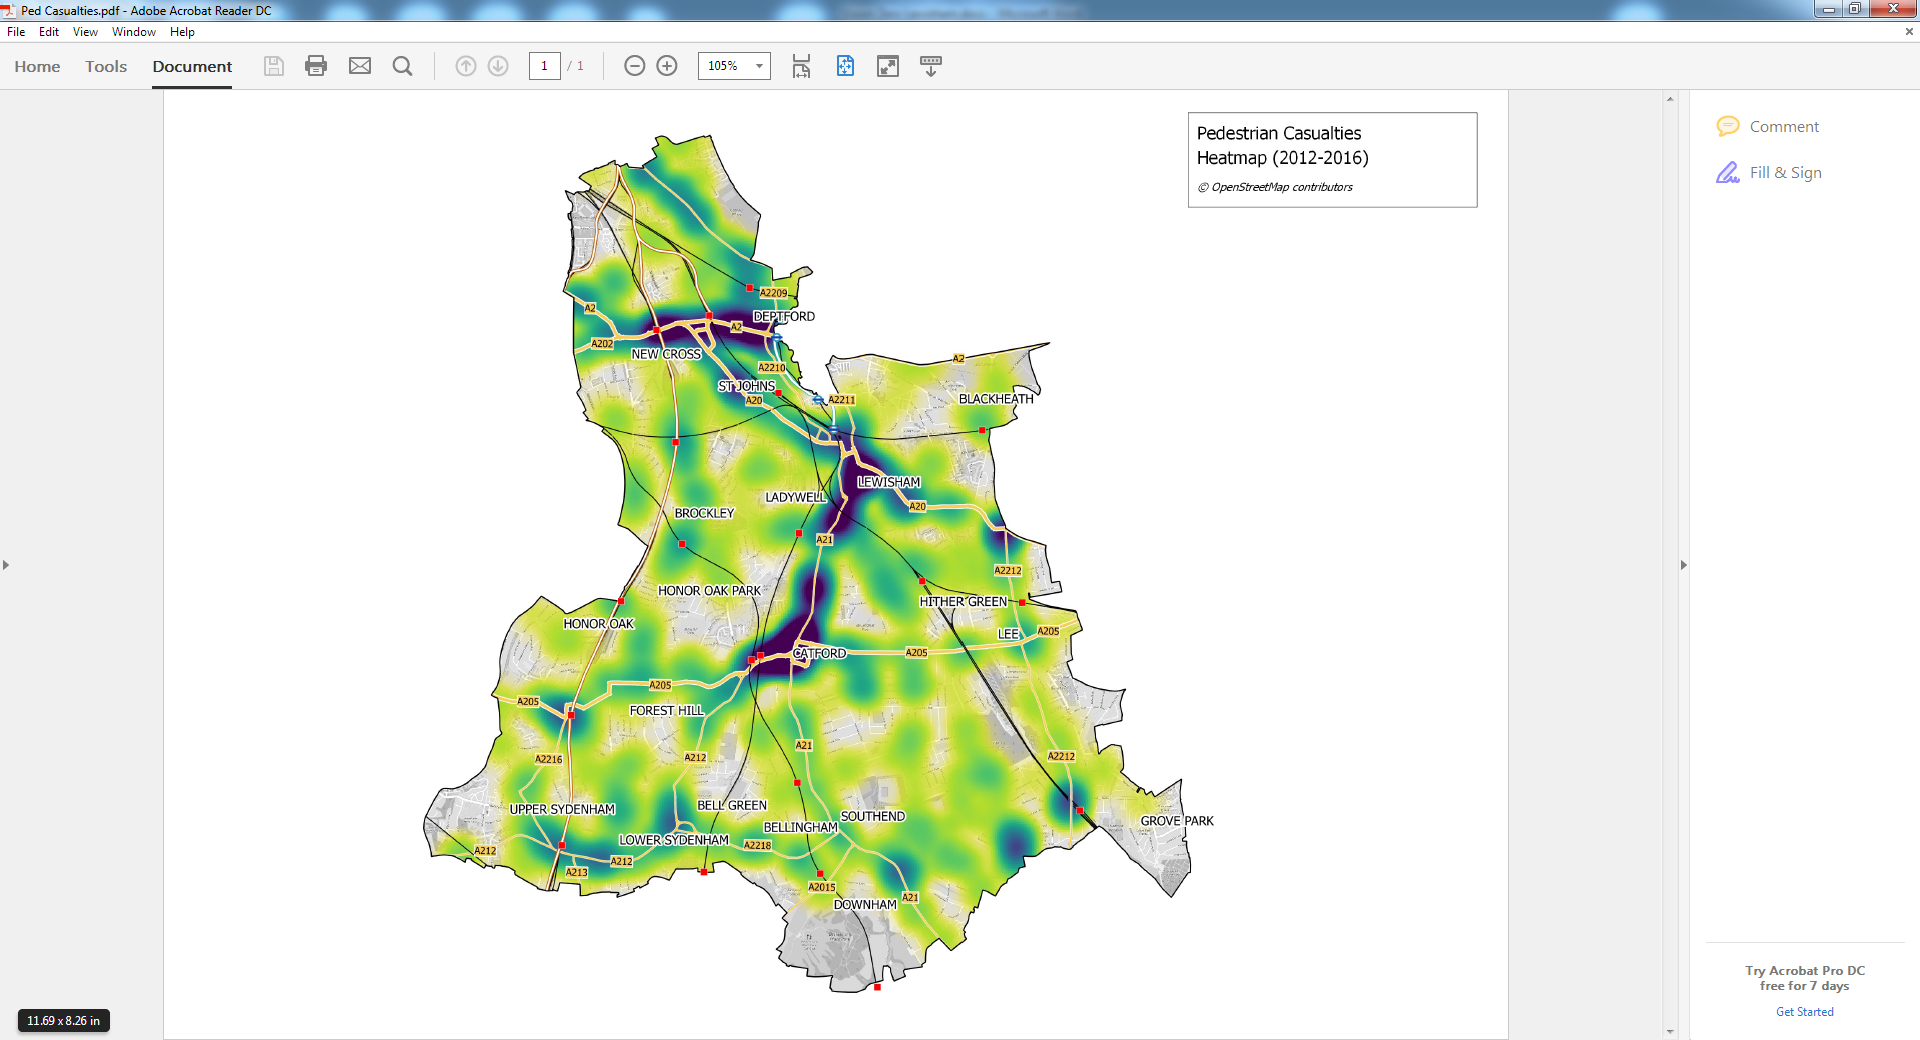 Ped Casualties.pdf - Adobe Acrobat Reader DC
File Edit View Window Help
Home Tools Document 1 / 1 105%
Comment
Fill & Sign
Pedestrian Casualties
Heatmap (2012-2016)
© OpenStreetMap contributors
A2209
A2
DEPTFORD
A2
A202
NEW CROSS
A2
A2210
ST JOHNS
A20
A2211
BLACKHEATH
LEWISHAM
LADYWELL
A20
BROCKLEY
A21
A2212
HONOR OAK PARK
HITHER GREEN
HONOR OAK
LEE
A205
CATFORD
A205
A205
A205
FOREST HILL
A21
A2216
A212
A2212
UPPER SYDENHAM
BELL GREEN
SOUTHEND
GROVE PARK
BELLINGHAM
LOWER SYDENHAM
A2218
A212
A212
A213
A2015
A21
DOWNHAM
Try Acrobat Pro DC
free for 7 days
Get Started
11.69 x 8.26 in